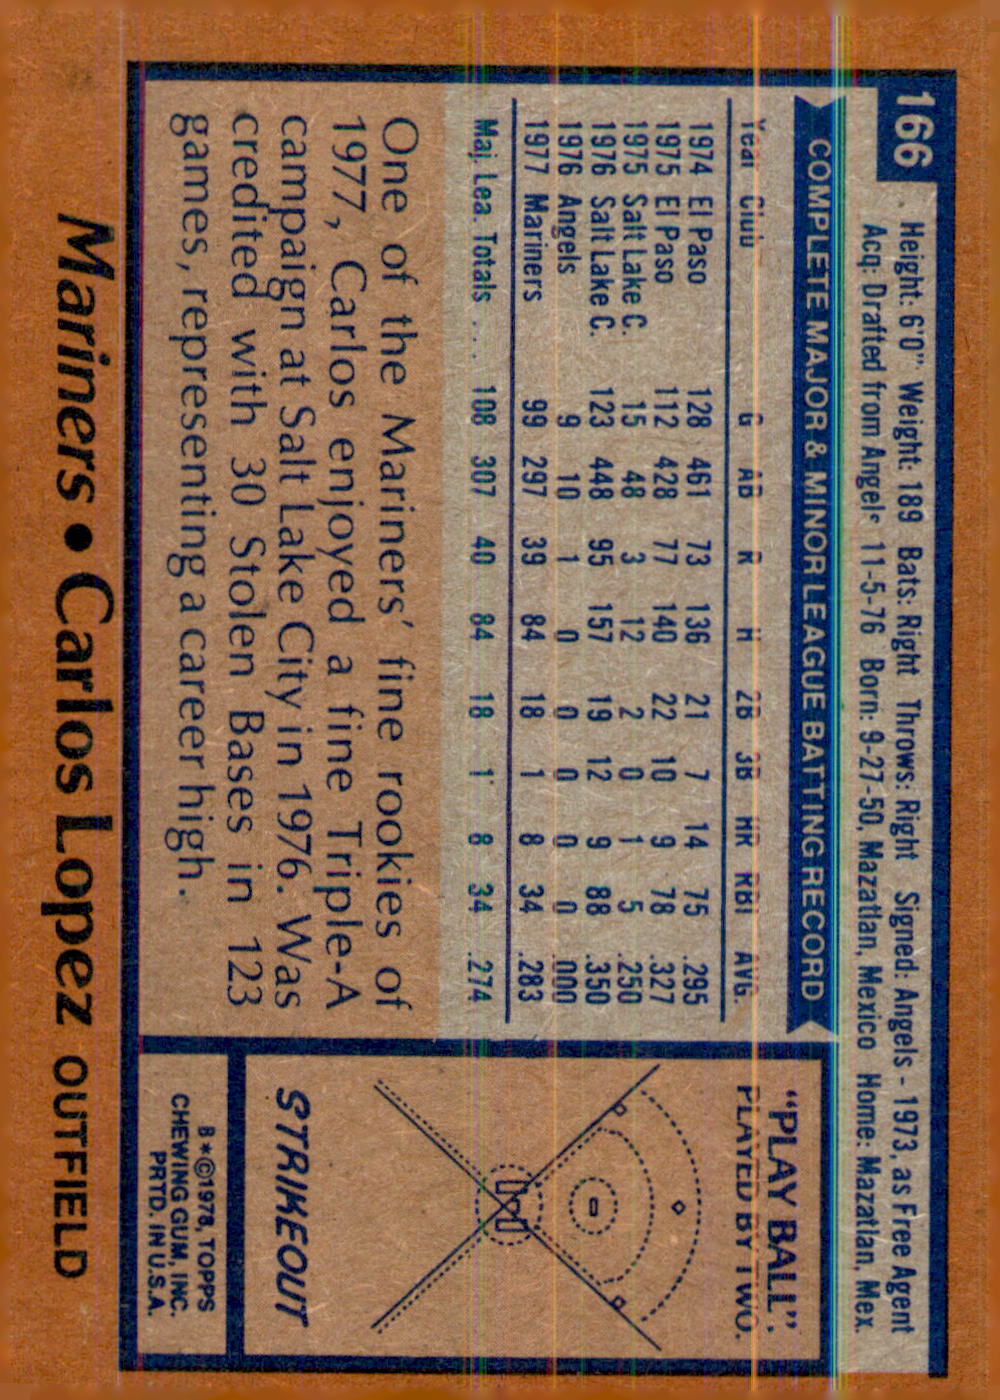 166
Height: 6'0" Weight: 189 Bats: Right Throws: Right Signed: Angels - 1973, as Free Agent
Acq: Drafted from Angels 11-5-76 Born: 9-27-50, Mazatlan, Mexico Home: Mazatlan, Mex.
COMPLETE MAJOR & MINOR LEAGUE BATTING RECORD
Year Club G AB R H 2B 3B HR RBI AVG.
1974 El Paso 128 461 73 136 21 7 14 75 .295
1975 El Paso 112 428 77 140 22 10 9 78 .327
1975 Salt Lake C. 15 48 3 12 2 0 1 5 .250
1976 Salt Lake C. 123 448 95 157 19 12 9 88 .350
1976 Angels 9 10 1 0 0 0 0 0 .000
1977 Mariners 99 297 39 84 18 1 8 34 .283
Maj. Lea. Totals .... 108 307 40 84 18 1 8 34 .274
One of the Mariners' fine rookies of
1977, Carlos enjoyed a fine Triple-A
campaign at Salt Lake City in 1976. Was
credited with 30 Stolen Bases in 123
games, representing a career high.
"PLAY BALL".
PLAYED BY TWO.
STRIKEOUT
B*©1978, TOPPS
CHEWING GUM, INC.
PRTD. IN U.S.A.
Mariners • Carlos Lopez OUTFIELD